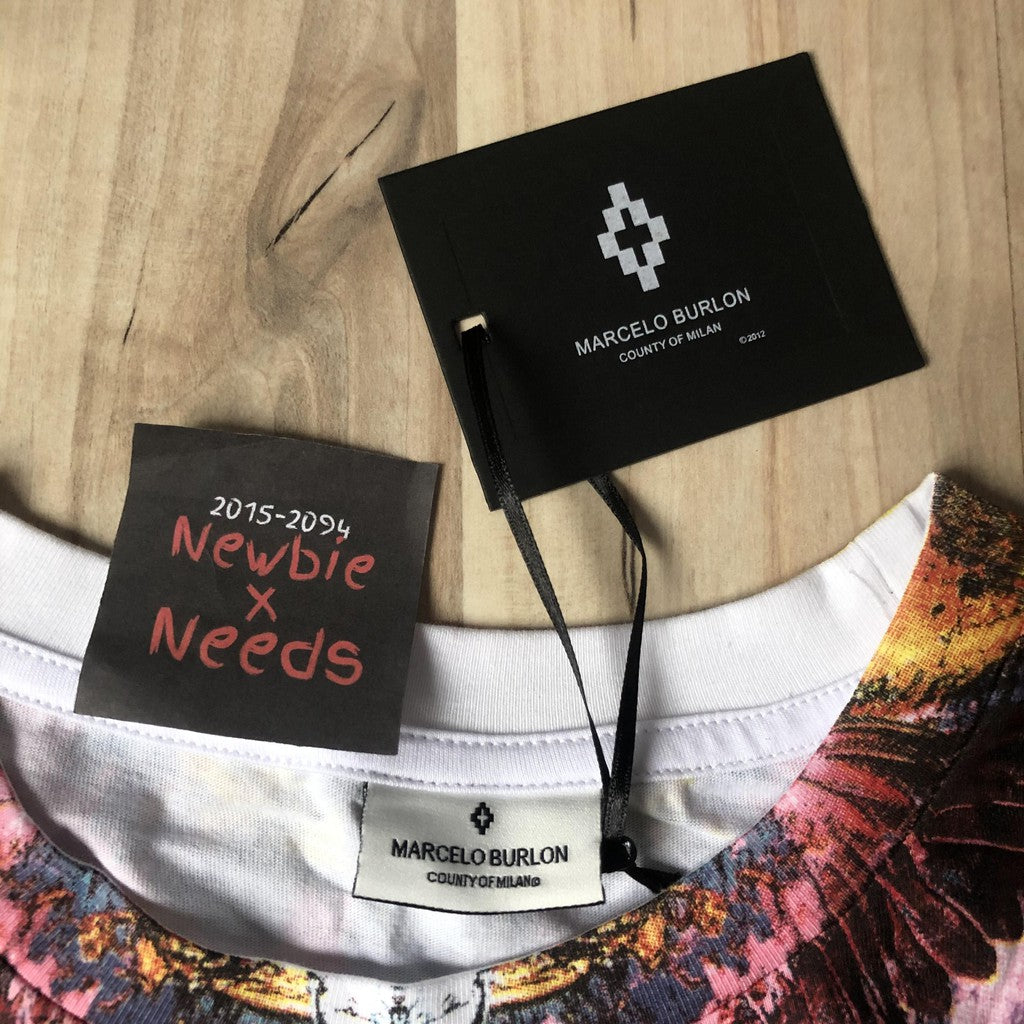 MARCELO BURLON
COUNTY OF MILAN
©2012
2015-2094
Newbie
x
Needs
MARCELO BURLON
COUNTY OF MILAN©